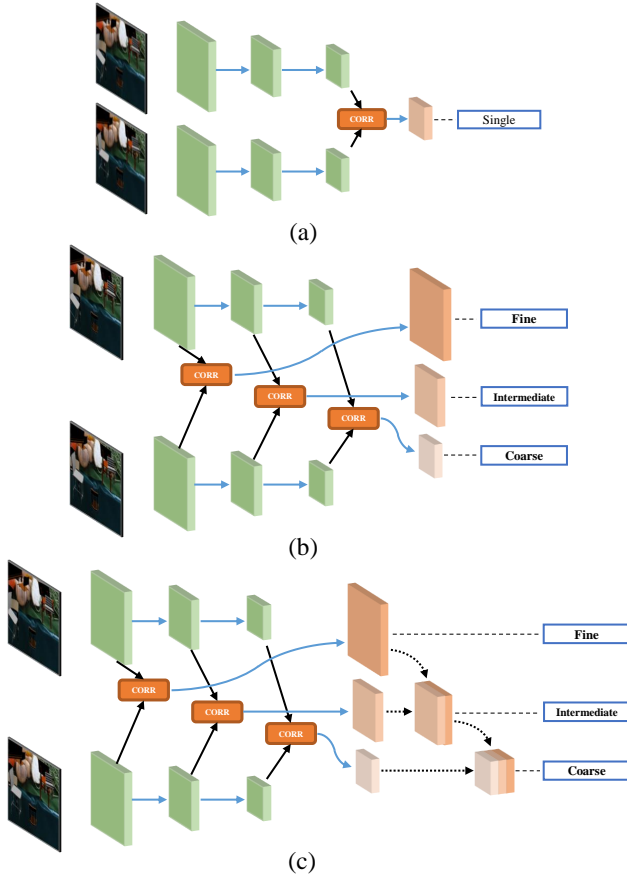 CORR
Single
(a)
Fine
CORR
CORR
Intermediate
CORR
Coarse
(b)
Fine
CORR
CORR
Intermediate
CORR
Coarse
(c)